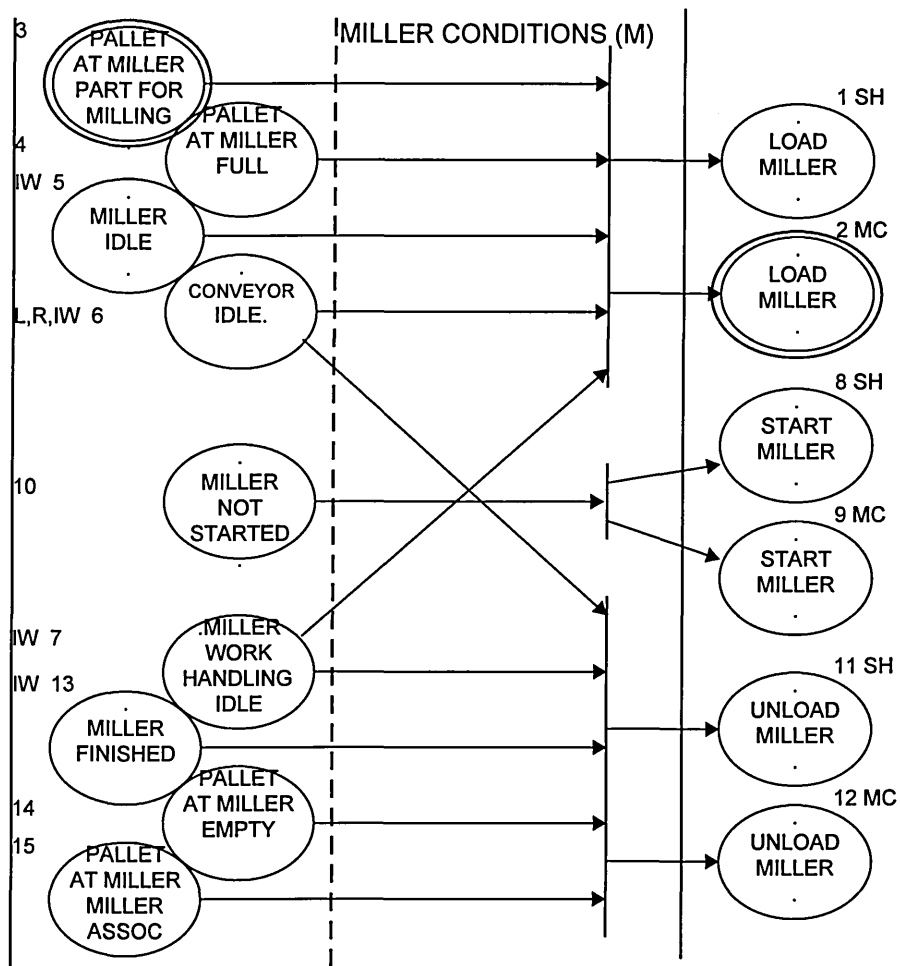 MILLER CONDITIONS (M)
3
PALLET
AT MILLER
PART FOR
MILLING
4
PALLET
AT MILLER
FULL
IW 5
MILLER
IDLE
L,R,IW 6
CONVEYOR
IDLE.
10
MILLER
NOT
STARTED
IW 7
.MILLER
WORK
HANDLING
IDLE
IW 13
MILLER
FINISHED
14
PALLET
AT MILLER
EMPTY
15
PALLET
AT MILLER
MILLER
ASSOC
1 SH
LOAD
MILLER
2 MC
LOAD
MILLER
8 SH
START
MILLER
9 MC
START
MILLER
11 SH
UNLOAD
MILLER
12 MC
UNLOAD
MILLER